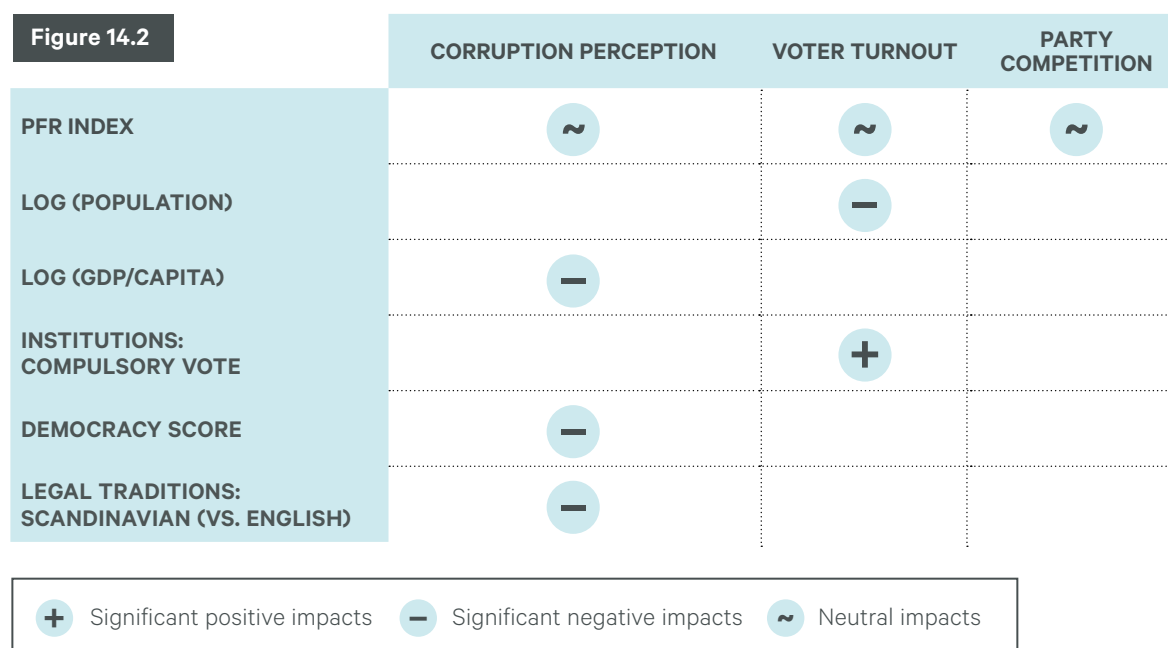 Figure 14.2
CORRUPTION PERCEPTION
VOTER TURNOUT
PARTY
COMPETITION
PFR INDEX
~ ~ ~
LOG (POPULATION)
−
LOG (GDP/CAPITA)
−
INSTITUTIONS:
COMPULSORY VOTE
+
DEMOCRACY SCORE
−
LEGAL TRADITIONS:
SCANDINAVIAN (VS. ENGLISH)
−
+ Significant positive impacts − Significant negative impacts ~ Neutral impacts